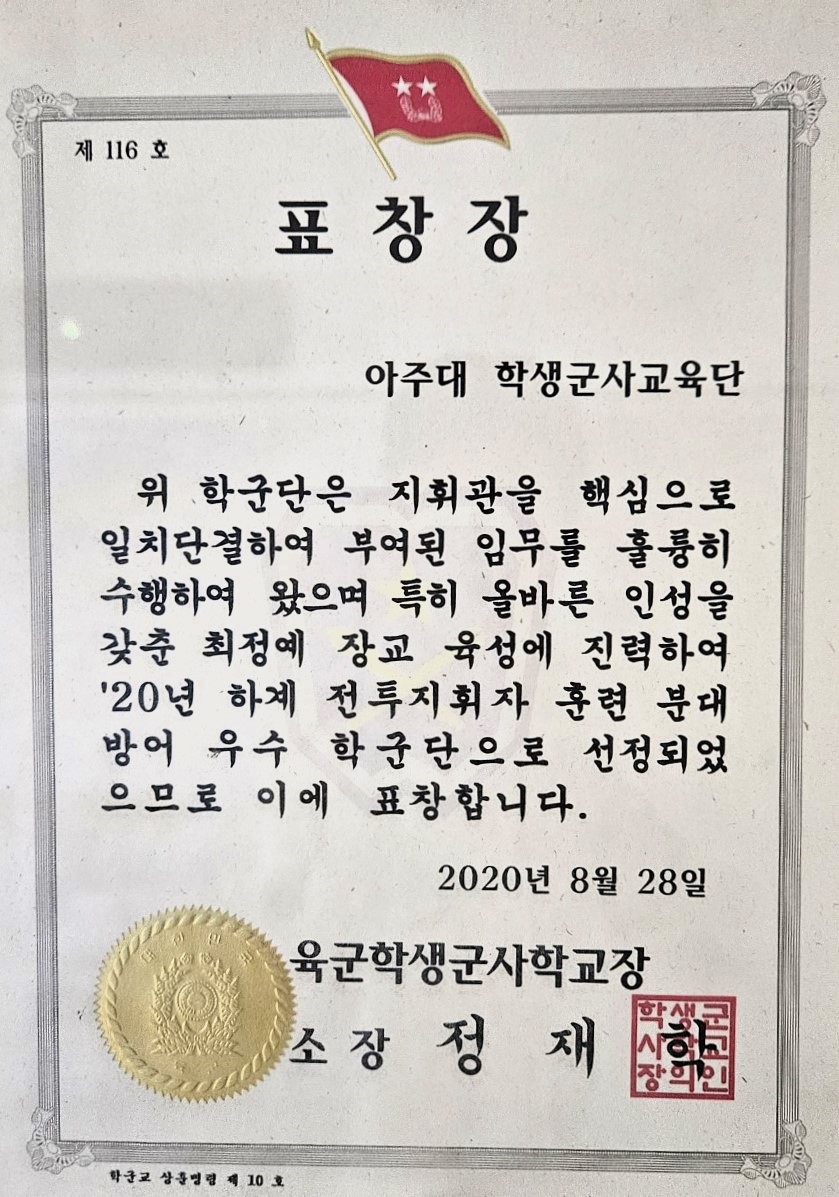 제 116 호
표 창 장
아주대 학생군사교육단
위 학군단은 지휘관을 핵심으로
일치단결하여 부여된 임무를 훌륭히
수행하여 왔으며 특히 올바른 인성을
갖춘 최정예 장교 육성에 진력하여
'20년 하계 전투지휘자 훈련 분대
방어 우수 학군단으로 선정되었
으므로 이에 표창합니다.
2020년 8월 28일
육군학생군사학교장
소장 정 재 학
학생군
사학교
장의인
대한민국
학군교 상훈명령 제 10 호